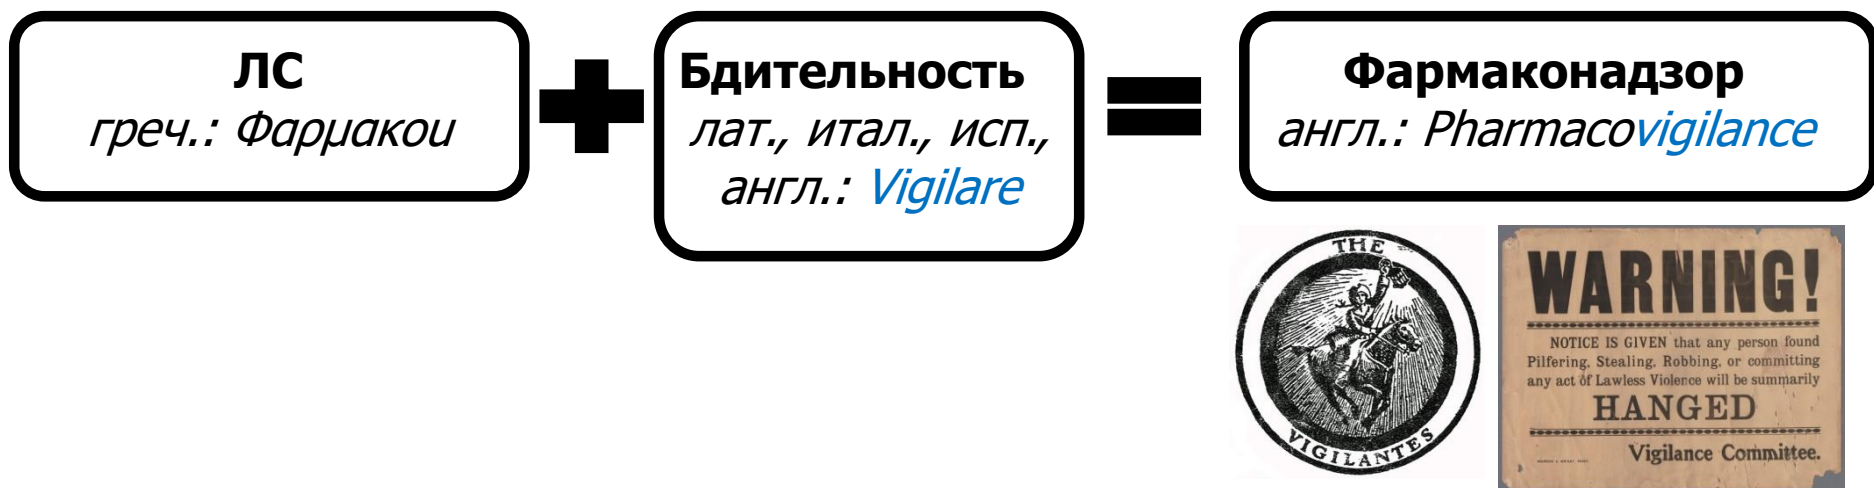 ЛС
греч.: Φαρμακου
Бдительность
лат., итал., исп.,
англ.: Vigilare
Фармаконадзор
англ.: Pharmacovigilance
THE
VIGILANTES
WARNING!
NOTICE IS GIVEN that any person found
Pilfering, Stealing, Robbing, or committing
any act of Lawless Violence will be summarily
HANGED
Vigilance Committee.